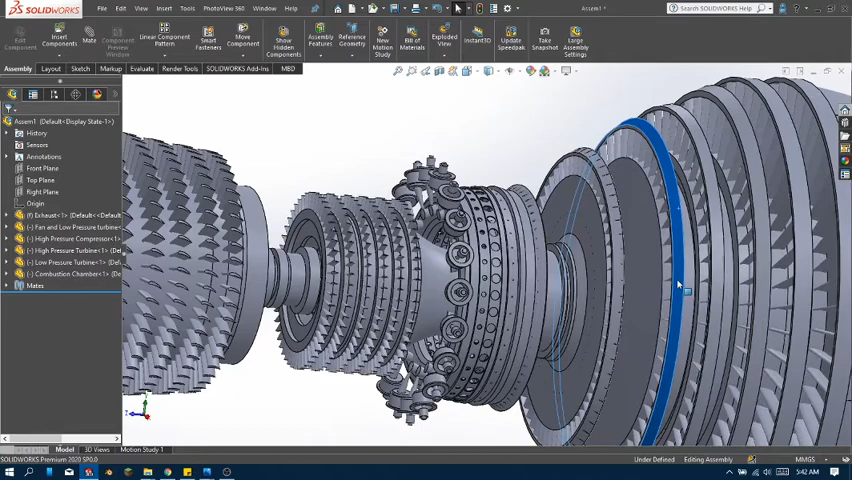 SOLIDWORKS
File Edit View Insert Tools PhotoView 360 Window Help
Assem1 *
Search SOLIDWORKS Help
Edit Component
Insert Components
Mate
Component Preview Window
Linear Component Pattern
Smart Fasteners
Move Component
Show Hidden Components
Assembly Features
Reference Geometry
New Motion Study
Bill of Materials
Exploded View
Instant3D
Update Speedpak
Take Snapshot
Large Assembly Settings
Assembly Layout Sketch Markup Evaluate Render Tools SOLIDWORKS Add-Ins MBD
Assem1 (Default<Display State-1>)
History
Sensors
Annotations
Front Plane
Top Plane
Right Plane
Origin
(f) Exhaust<1> (Default<<Default
(-) Fan and Low Pressure turbine
(-) High Pressure Compressor<1>
(-) High Pressure Turbine<1> (De
(-) Low Pressure Turbine<1> (De
(-) Combustion Chamber<1> (De
Mates
Model 3D Views Motion Study 1
SOLIDWORKS Premium 2020 SP0.0
Under Defined Editing Assembly MMGS
5:42 AM